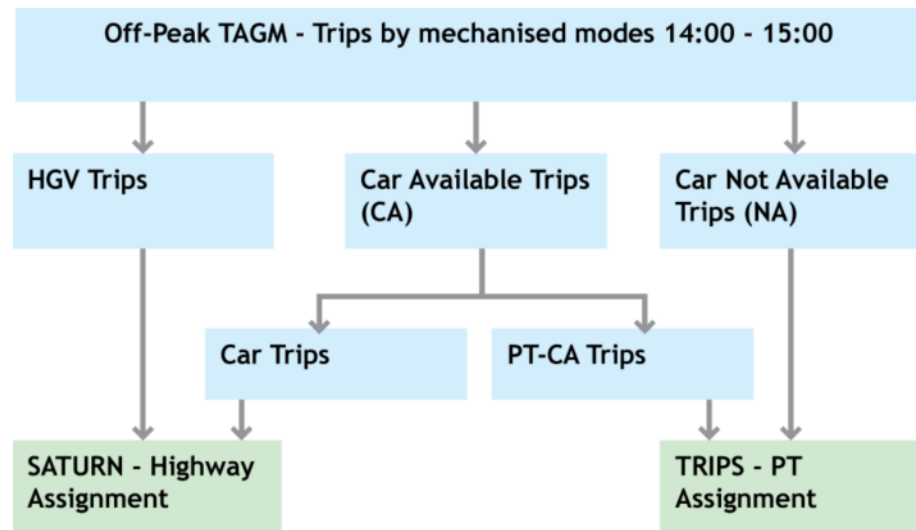 Off-Peak TAGM - Trips by mechanised modes 14:00 - 15:00
HGV Trips
Car Available Trips
(CA)
Car Not Available
Trips (NA)
Car Trips
PT-CA Trips
SATURN - Highway
Assignment
TRIPS - PT
Assignment